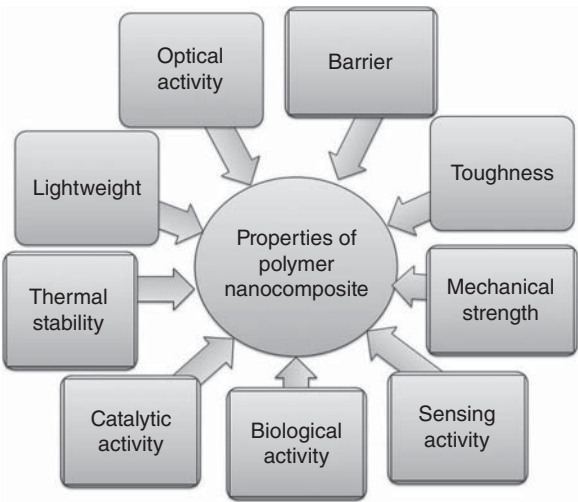 Optical
activity
Barrier
Lightweight
Toughness
Properties of
polymer
nanocomposite
Thermal
stability
Mechanical
strength
Catalytic
activity
Biological
activity
Sensing
activity